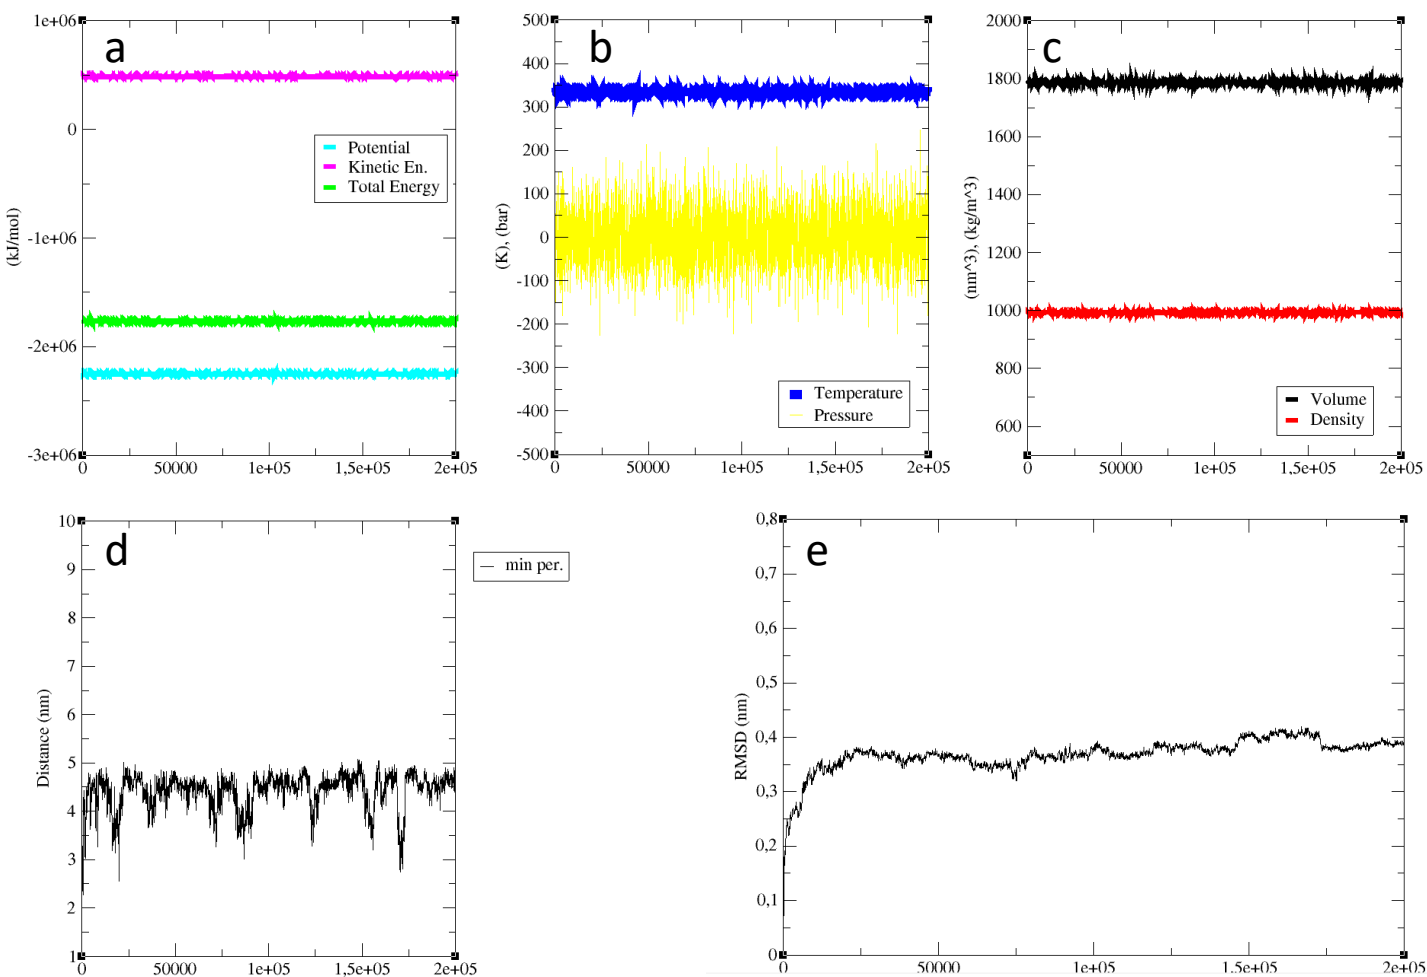 a
1e+06
0
-1e+06
-2e+06
-3e+06
(kJ/mol)
Potential
Kinetic En.
Total Energy
0
50000
1e+05
1,5e+05
2e+05
b
500
400
300
200
100
0
-100
-200
-300
-400
-500
(K), (bar)
Temperature
Pressure
0
50000
1e+05
1,5e+05
2e+05
c
2000
1800
1600
1400
1200
1000
800
600
(nm^3), (kg/m^3)
Volume
Density
0
50000
1e+05
1,5e+05
2e+05
d
10
9
8
7
6
5
4
3
2
1
Distance (nm)
min per.
0
50000
1e+05
1,5e+05
2e+05
e
0,8
0,7
0,6
0,5
0,4
0,3
0,2
0,1
0
RMSD (nm)
0
50000
1e+05
1,5e+05
2e+05